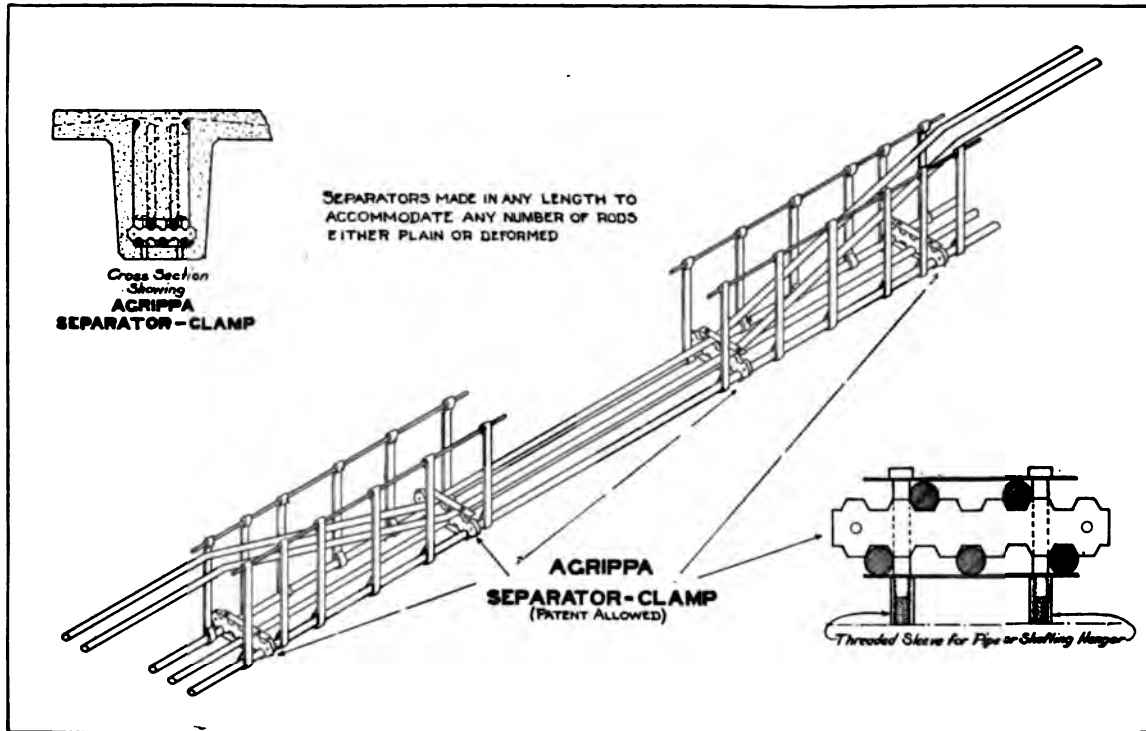 Cross Section
Showing
AGRIPPA
SEPARATOR-CLAMP
SEPARATORS MADE IN ANY LENGTH TO
ACCOMMODATE ANY NUMBER OF RODS
EITHER PLAIN OR DEFORMED
AGRIPPA
SEPARATOR-CLAMP
(PATENT ALLOWED)
Threaded Sleeve for Pipe or Shafting Hanger